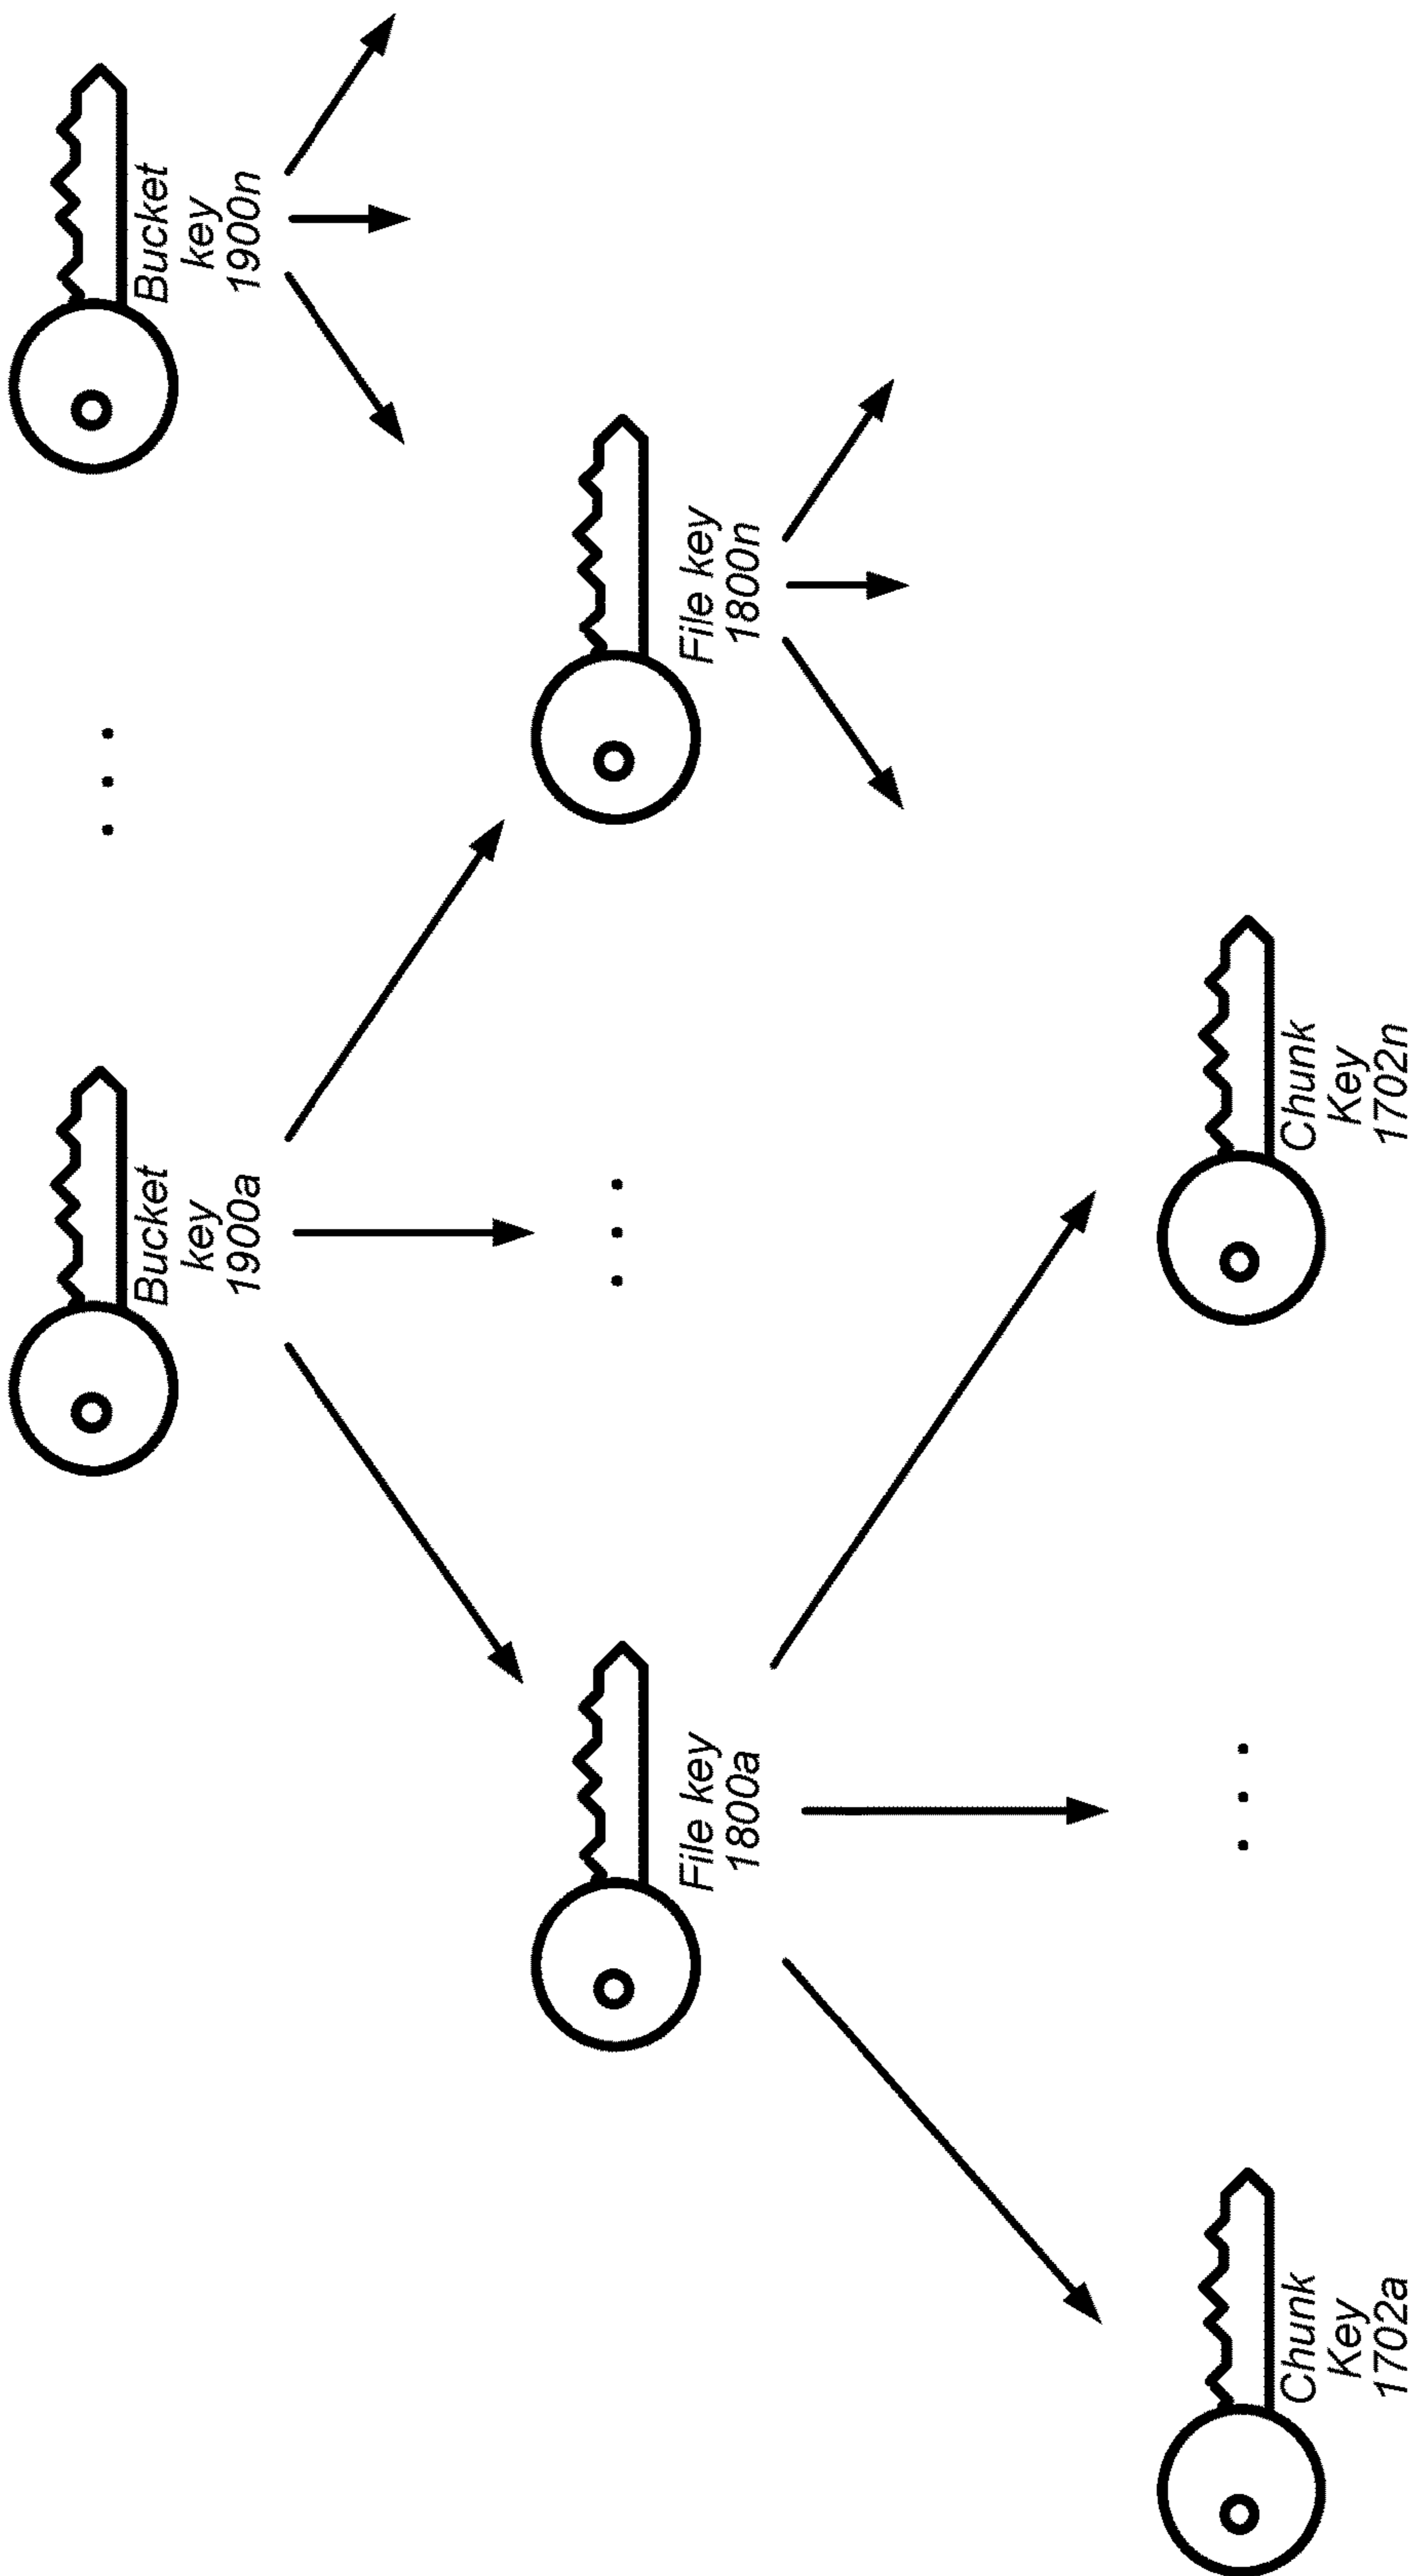 Bucket
key
1900a
Bucket
key
1900n
File key
1800a
File key
1800n
Chunk
Key
1702a
Chunk
Key
1702n